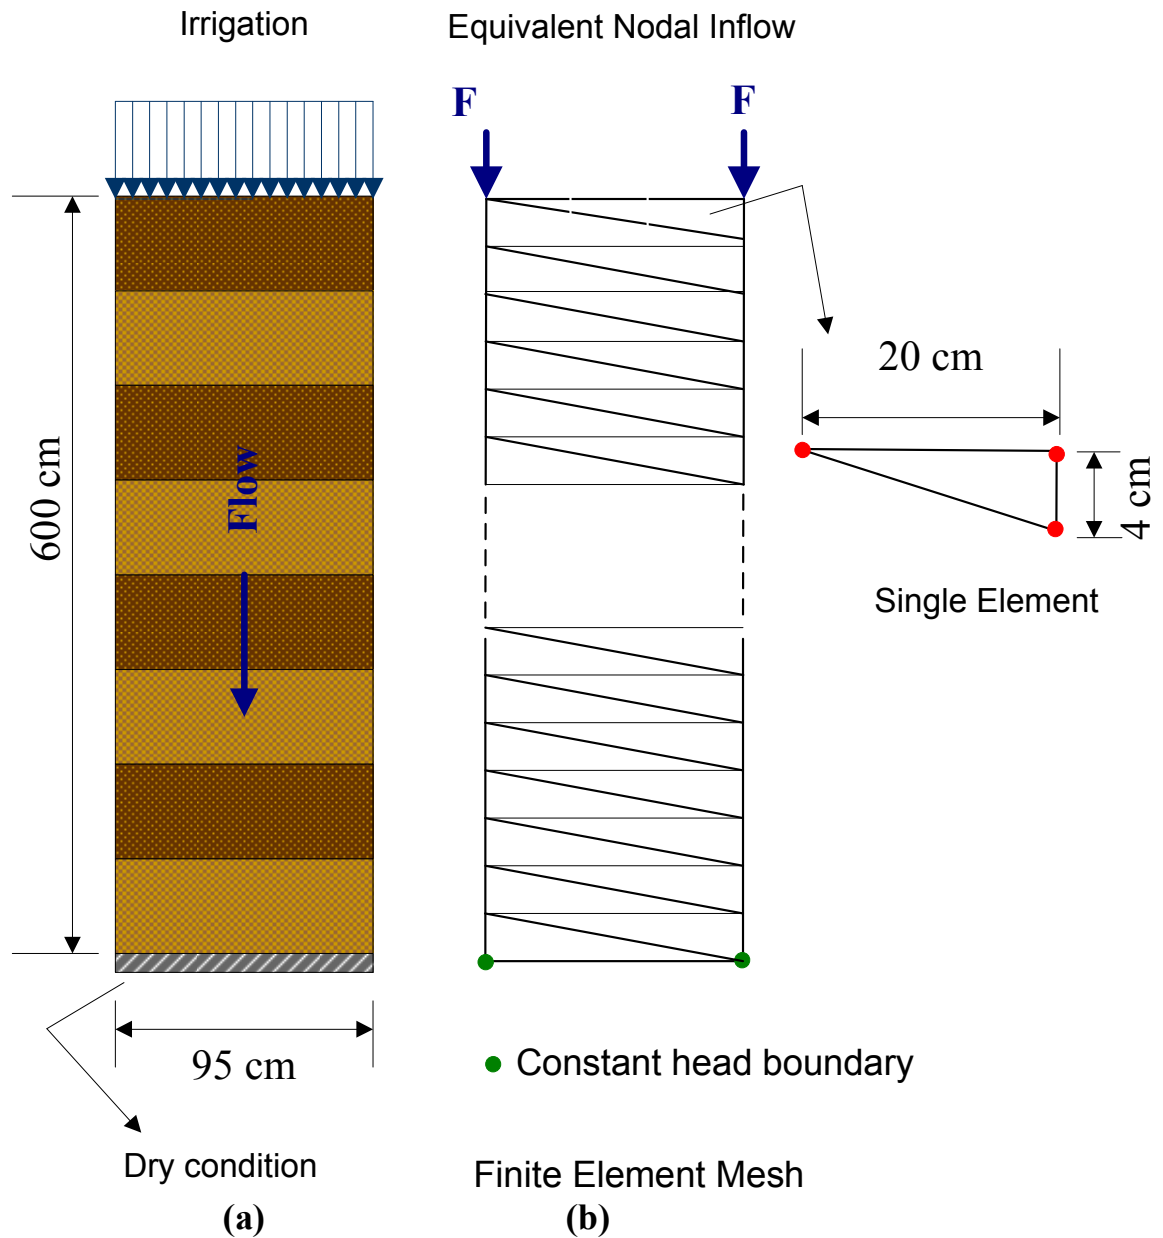 Irrigation
Equivalent Nodal Inflow
F
F
20 cm
4 cm
Single Element
600 cm
Flow
95 cm
Constant head boundary
Dry condition
Finite Element Mesh
(a)
(b)